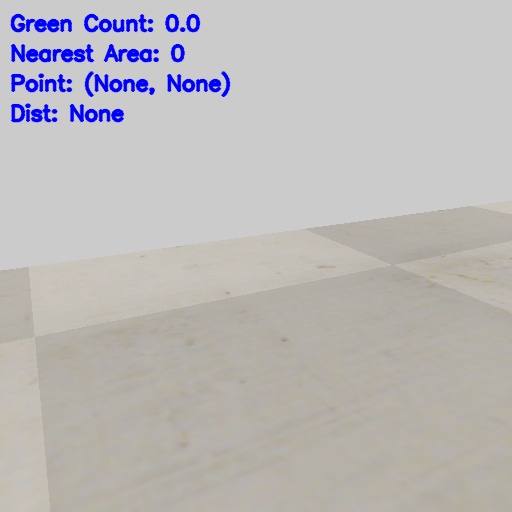 Green Count: 0.0
Nearest Area: 0
Point: (None, None)
Dist: None